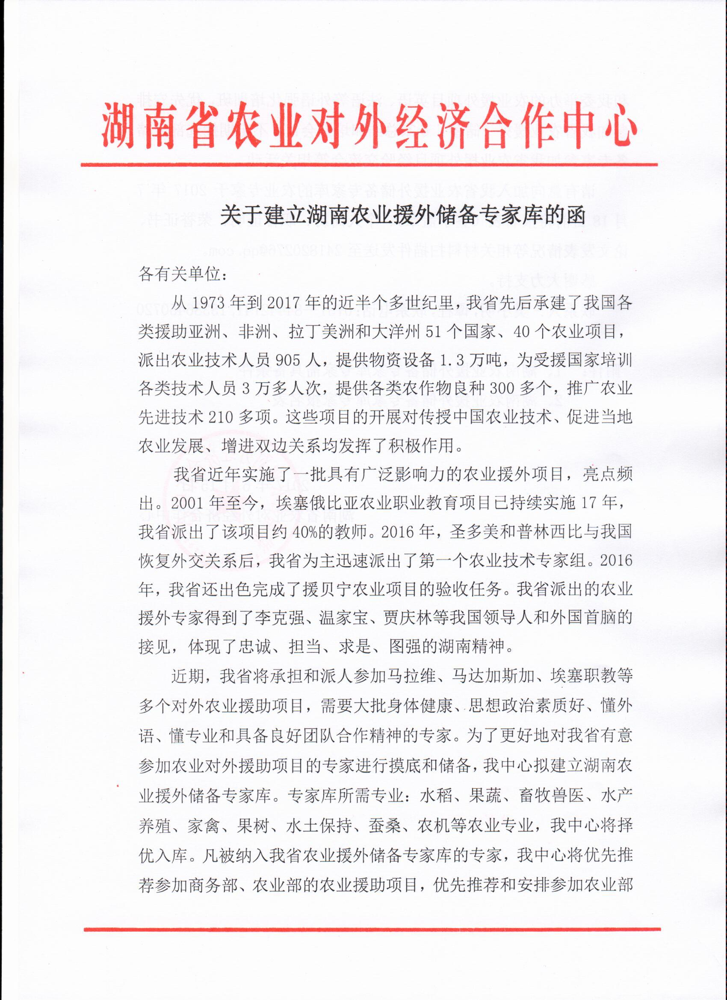 湖南省农业对外经济合作中心
关于建立湖南农业援外储备专家库的函
各有关单位：
从 1973 年到 2017 年的近半个多世纪里，我省先后承建了我国各
类援助亚洲、非洲、拉丁美洲和大洋州 51 个国家、40 个农业项目，
派出农业技术人员 905 人，提供物资设备 1.3 万吨，为受援国家培训
各类技术人员 3 万多人次，提供各类农作物良种 300 多个，推广农业
先进技术 210 多项。这些项目的开展对传授中国农业技术、促进当地
农业发展、增进双边关系均发挥了积极作用。
我省近年实施了一批具有广泛影响力的农业援外项目，亮点频
出。2001 年至今，埃塞俄比亚农业职业教育项目已持续实施 17 年，
我省派出了该项目约 40%的教师。2016 年，圣多美和普林西比与我国
恢复外交关系后，我省为主迅速派出了第一个农业技术专家组。2016
年，我省还出色完成了援贝宁农业项目的验收任务。我省派出的农业
援外专家得到了李克强、温家宝、贾庆林等我国领导人和外国首脑的
接见，体现了忠诚、担当、求是、图强的湖南精神。
近期，我省将承担和派人参加马拉维、马达加斯加、埃塞职教等
多个对外农业援助项目，需要大批身体健康、思想政治素质好、懂外
语、懂专业和具备良好团队合作精神的专家。为了更好地对我省有意
参加农业对外援助项目的专家进行摸底和储备，我中心拟建立湖南农
业援外储备专家库。专家库所需专业：水稻、果蔬、畜牧兽医、水产
养殖、家禽、果树、水土保持、蚕桑、农机等农业专业，我中心将择
优入库。凡被纳入我省农业援外储备专家库的专家，我中心将优先推
荐参加商务部、农业部的农业援助项目，优先推荐和安排参加农业部